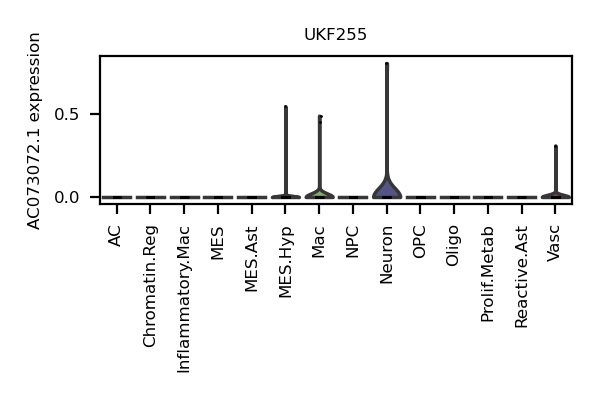 UKF255
AC073072.1 expression
0.5
0.0
AC
Chromatin.Reg
Inflammatory.Mac
MES
MES.Ast
MES.Hyp
Mac
NPC
Neuron
OPC
Oligo
Prolif.Metab
Reactive.Ast
Vasc